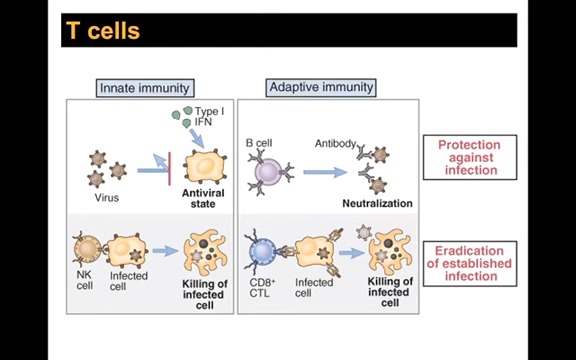 T cells
Innate immunity
Adaptive immunity
Type I
IFN
Virus
Antiviral
state
B cell
Antibody
Neutralization
Protection
against
infection
NK
cell
Infected
cell
Killing of
infected
cell
CD8+
CTL
Infected
cell
Killing of
infected
cell
Eradication
of established
infection